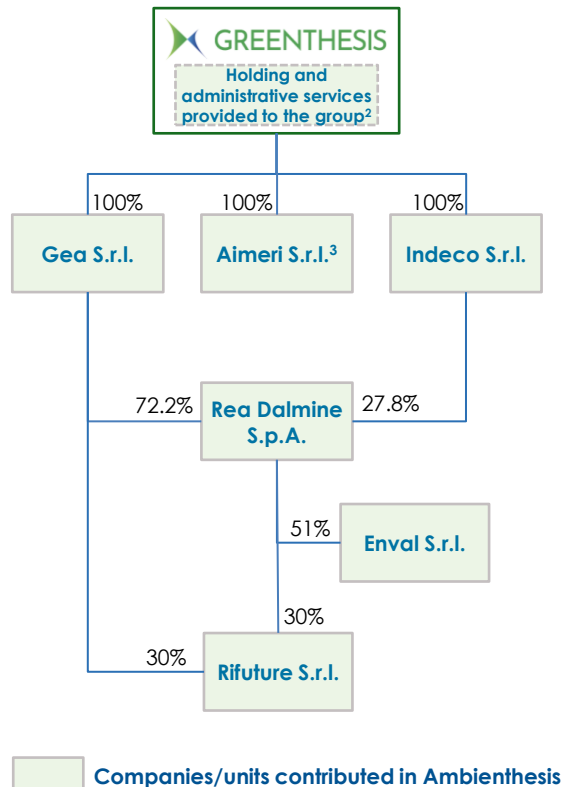 GREENTHESIS
Holding and
administrative services
provided to the group²
100%
100%
100%
Gea S.r.l.
Aimeri S.r.l.³
Indeco S.r.l.
72.2%
Rea Dalmine
S.p.A.
27.8%
51%
Enval S.r.l.
30%
30%
Rifuture S.r.l.
Companies/units contributed in Ambienthesis